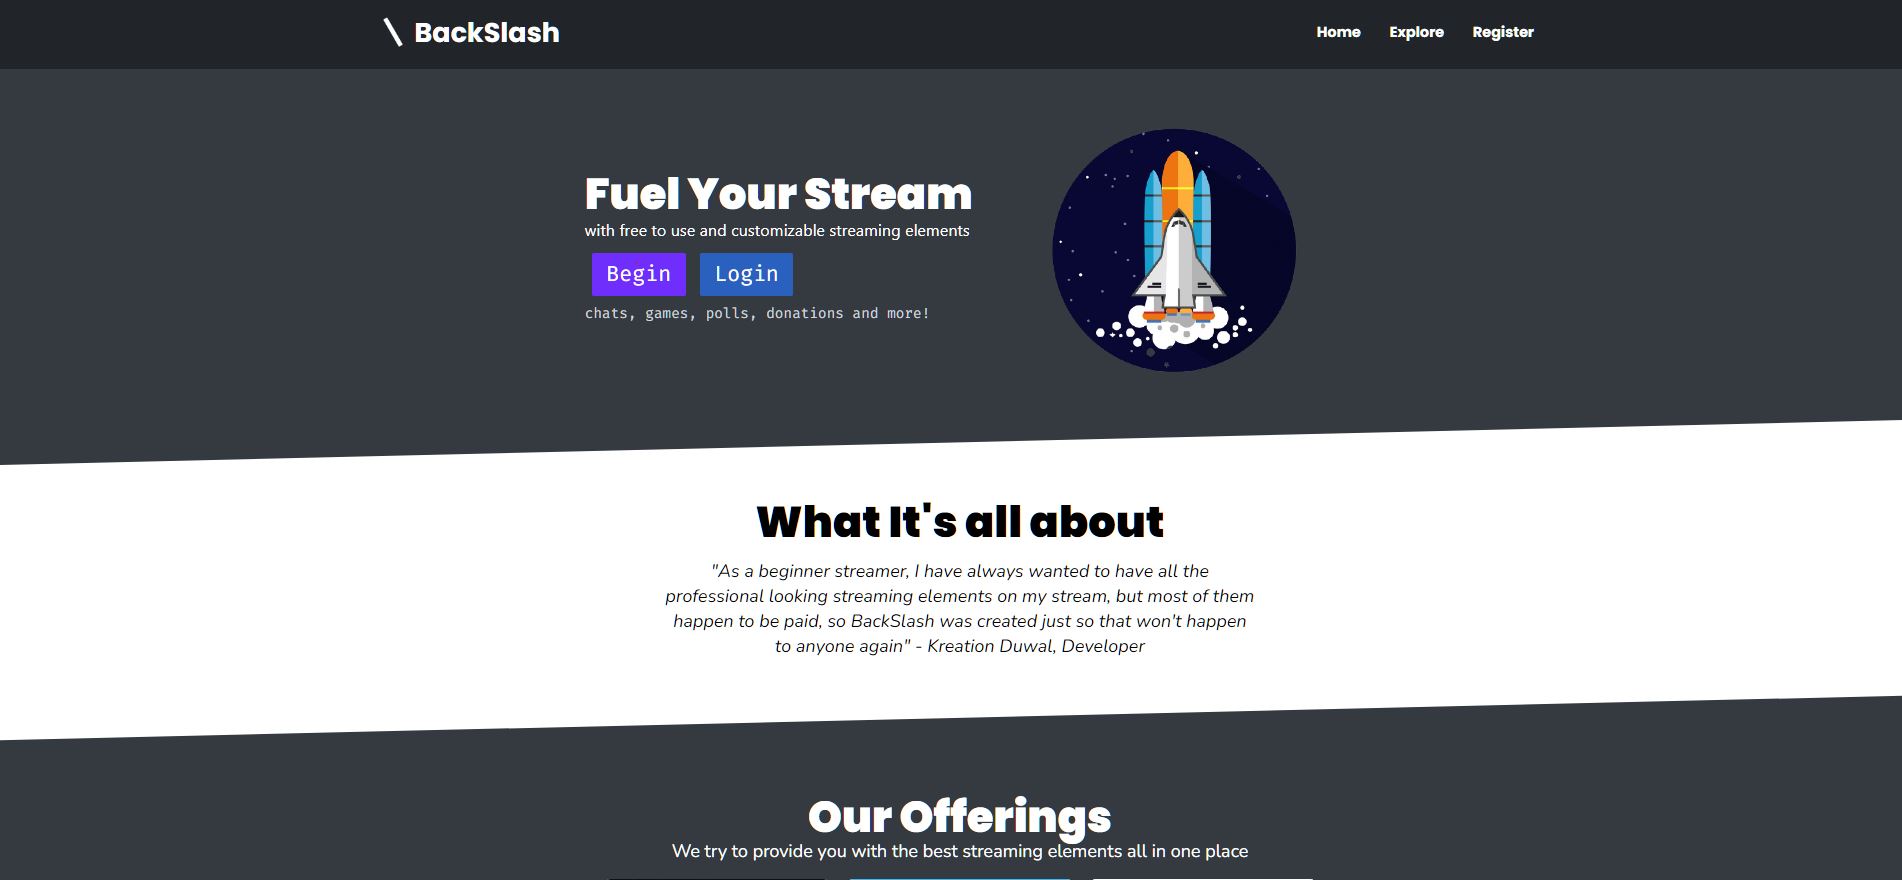 BackSlash
Home Explore Register
Fuel Your Stream
with free to use and customizable streaming elements
Begin Login
chats, games, polls, donations and more!
What It's all about
"As a beginner streamer, I have always wanted to have all the
professional looking streaming elements on my stream, but most of them
happen to be paid, so BackSlash was created just so that won't happen
to anyone again" - Kreation Duwal, Developer
Our Offerings
We try to provide you with the best streaming elements all in one place